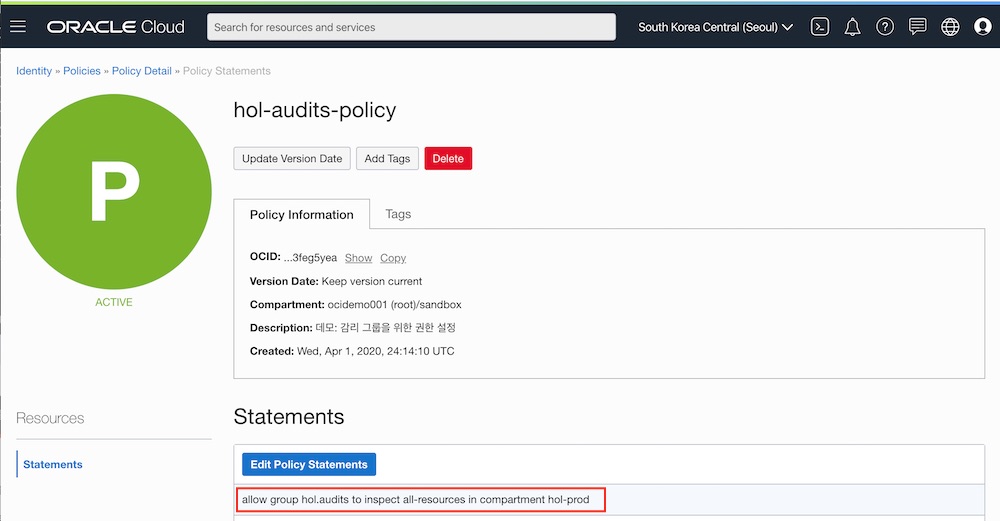 ORACLE Cloud
Search for resources and services
South Korea Central (Seoul)
Identity » Policies » Policy Detail » Policy Statements
P
ACTIVE
hol-audits-policy
Update Version Date
Add Tags
Delete
Policy Information
Tags
OCID: ...3feg5yea Show Copy
Version Date: Keep version current
Compartment: ocidemo001 (root)/sandbox
Description: 데모: 감리 그룹을 위한 권한 설정
Created: Wed, Apr 1, 2020, 24:14:10 UTC
Resources
Statements
Statements
Edit Policy Statements
allow group hol.audits to inspect all-resources in compartment hol-prod